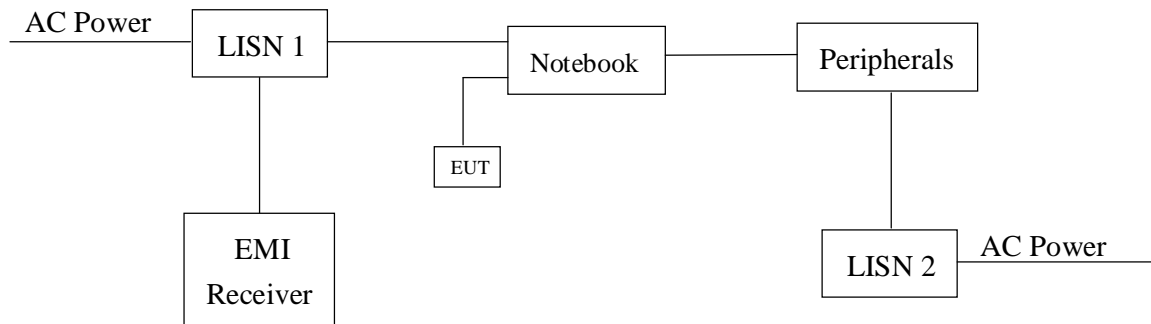 AC Power
LISN 1
Notebook
Peripherals
EUT
EMI
Receiver
LISN 2
AC Power